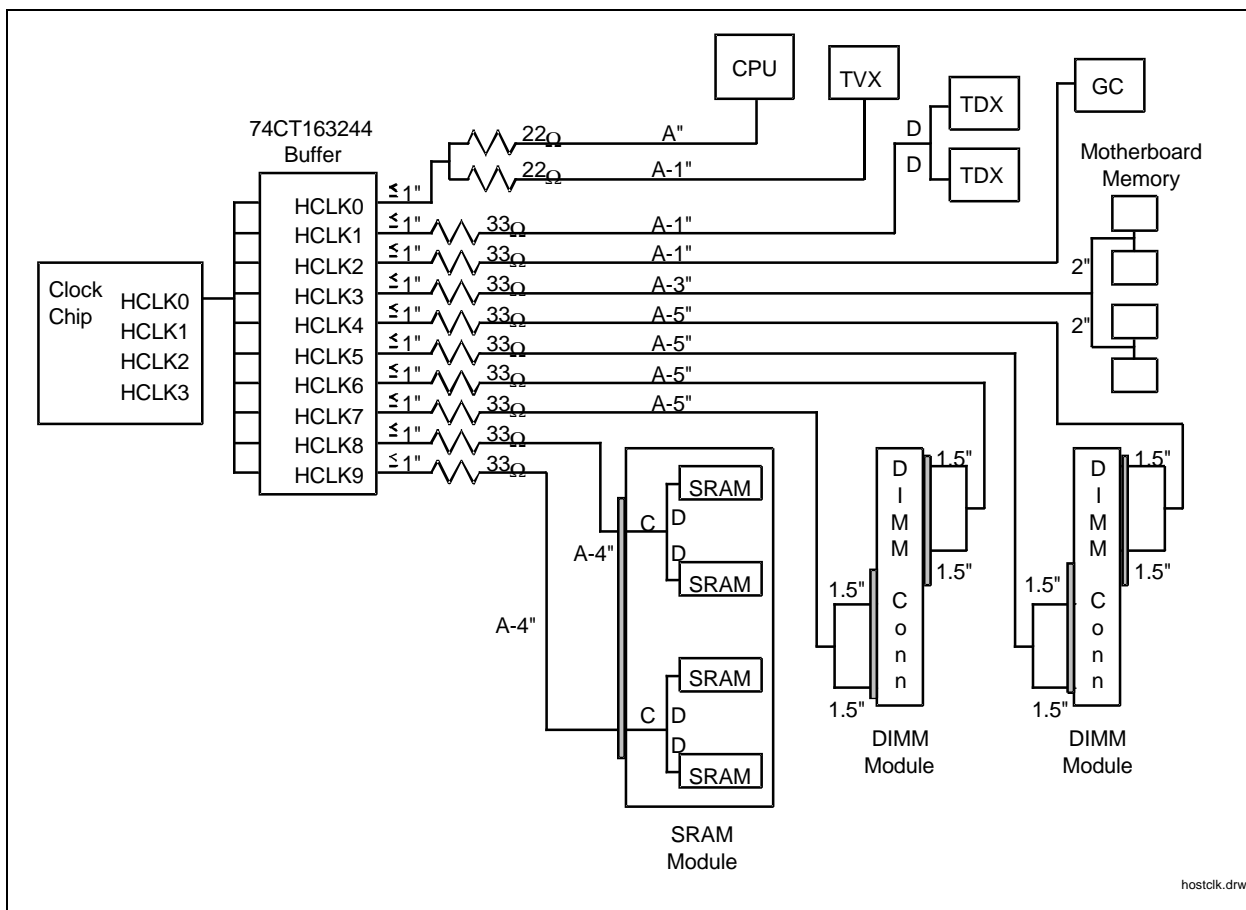 CPU
TVX
TDX
TDX
GC
74CT163244
Buffer
Motherboard
Memory
Clock
Chip
HCLK0
HCLK1
HCLK2
HCLK3
HCLK0
HCLK1
HCLK2
HCLK3
HCLK4
HCLK5
HCLK6
HCLK7
HCLK8
HCLK9
≤1" 22Ω A"
22Ω A-1"
≤1" 33Ω A-1"
≤1" 33Ω A-1"
≤1" 33Ω A-3"
≤1" 33Ω A-5"
≤1" 33Ω A-5"
≤1" 33Ω A-5"
≤1" 33Ω A-5"
≤1" 33Ω
≤1" 33Ω
D
D
2"
2"
A-4"
A-4"
C
D
D
SRAM
SRAM
C
D
D
SRAM
SRAM
SRAM
Module
1.5"
1.5"
1.5"
1.5"
DIMM
Conn
DIMM
Module
1.5"
1.5"
1.5"
1.5"
DIMM
Conn
DIMM
Module
hostclk.drw